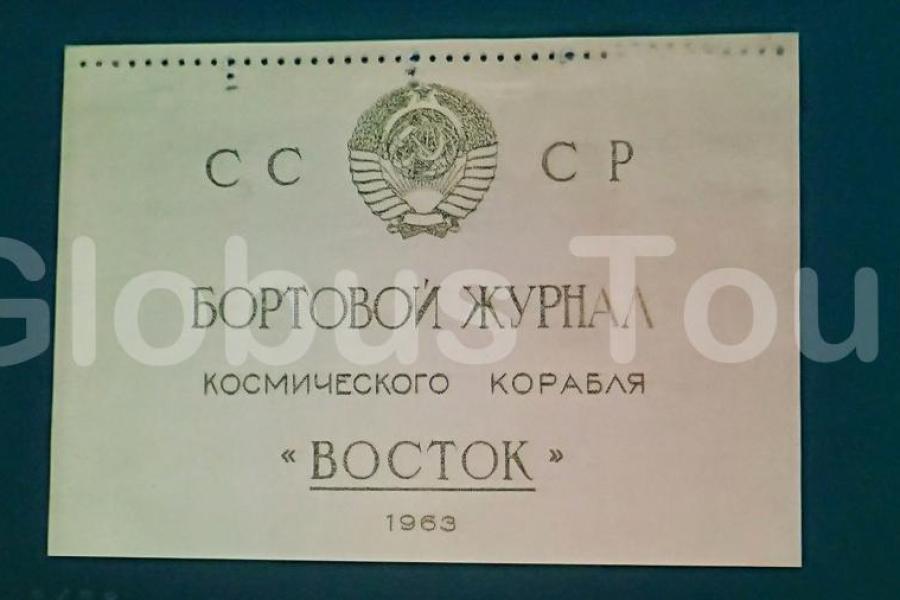 СС СР
БОРТОВОЙ ЖУРНАЛ
КОСМИЧЕСКОГО КОРАБЛЯ
«ВОСТОК»
1963
Globus Tou